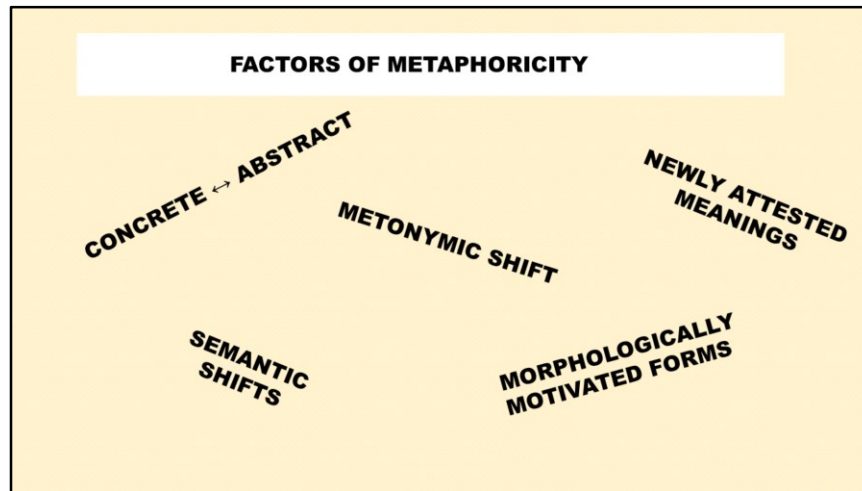 FACTORS OF METAPHORICITY
CONCRETE ↔ ABSTRACT
METONYMIC SHIFT
NEWLY ATTESTED
MEANINGS
SEMANTIC
SHIFTS
MORPHOLOGICALLY
MOTIVATED FORMS